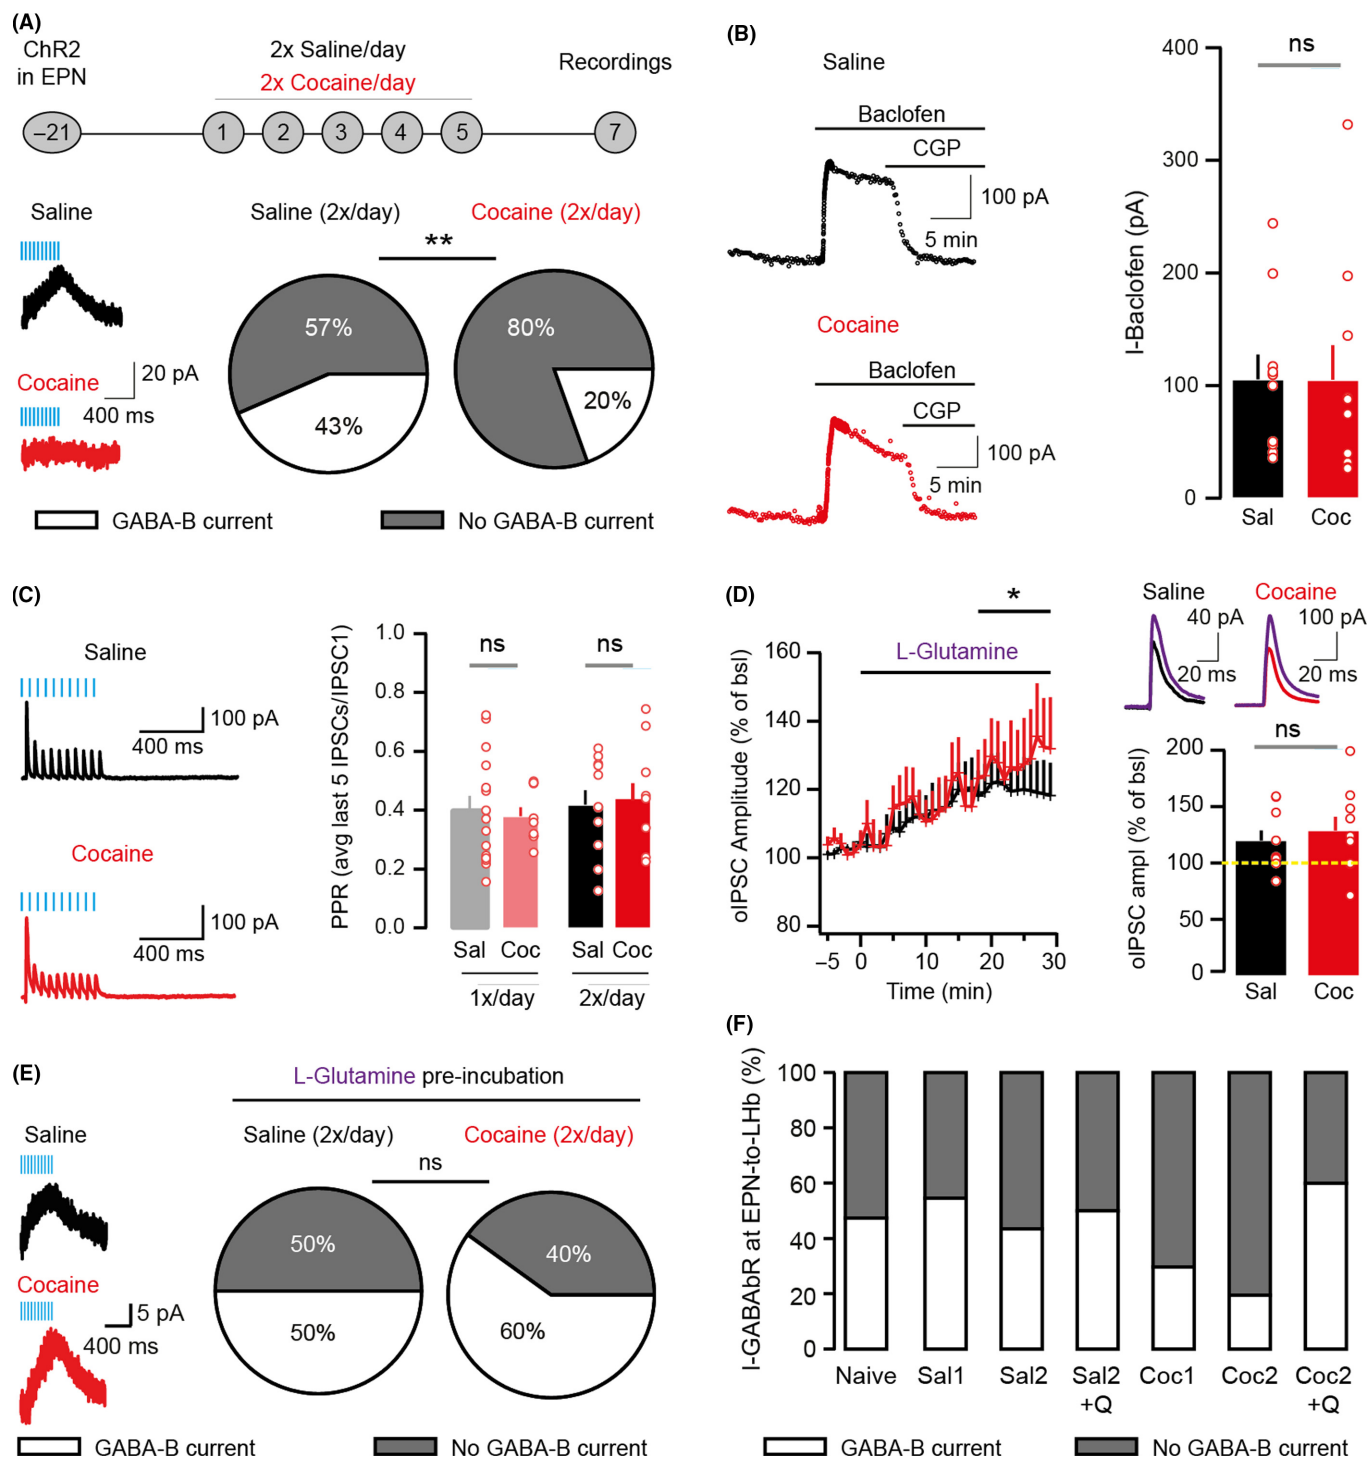 (A)
ChR2
in EPN
2x Saline/day
2x Cocaine/day
Recordings
–21
1
2
3
4
5
7
Saline
Saline (2x/day)
Cocaine (2x/day)
**
57%
43%
80%
20%
Cocaine
20 pA
400 ms
GABA-B current
No GABA-B current
(B)
Saline
Baclofen
CGP
100 pA
5 min
Cocaine
Baclofen
CGP
100 pA
5 min
I-Baclofen (pA)
400
300
200
100
0
ns
Sal
Coc
(C)
Saline
100 pA
400 ms
Cocaine
100 pA
400 ms
PPR (avg last 5 IPSCs/IPSC1)
1.0
0.8
0.6
0.4
0.2
0.0
ns
ns
Sal
Coc
Sal
Coc
1x/day
2x/day
(D)
oIPSC Amplitude (% of bsl)
160
140
120
100
80
*
L-Glutamine
–5
0
10
20
30
Time (min)
Saline
Cocaine
40 pA
20 ms
100 pA
20 ms
oIPSC ampl (% of bsl)
200
150
100
50
0
ns
Sal
Coc
(E)
L-Glutamine pre-incubation
Saline
Saline (2x/day)
Cocaine (2x/day)
ns
50%
50%
40%
60%
Cocaine
5 pA
400 ms
GABA-B current
No GABA-B current
(F)
I-GABAbR at EPN-to-LHb (%)
100
80
60
40
20
0
Naive
Sal1
Sal2
Sal2
+Q
Coc1
Coc2
Coc2
+Q
GABA-B current
No GABA-B current